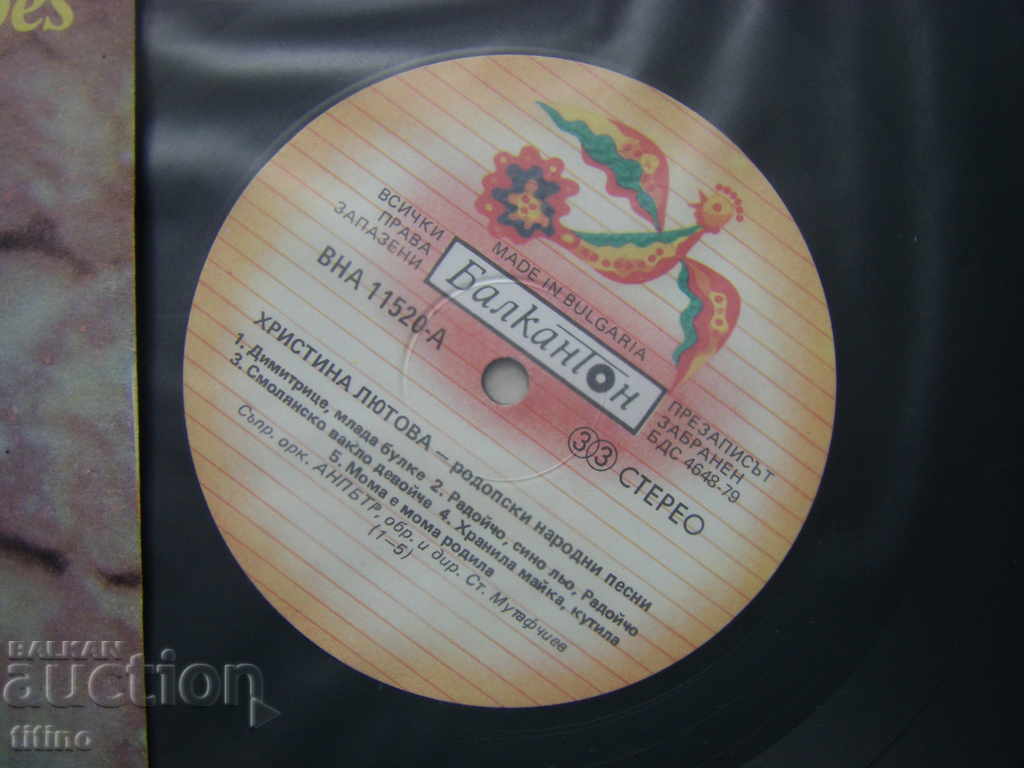 bes
ВСИЧКИ
ПРАВА
ЗАПАЗЕНИ
MADE IN BULGARIA
БАЛКАНТОН
ВНА 11520-А
ПРЕЗАПИСЪТ
ЗАБРАНЕН
БДС 4648-79
33 СТЕРЕО
ХРИСТИНА ЛЮТОВА – РОДОПСКИ НАРОДНИ ПЕСНИ
1. Димитрице, млада булке 2. Радойчо, сино льо, Радойчо
3. Смолянско вакло девойче 4. Хранила майка, кутила
5. Мома е мома родила
Съпр. орк. АНПБТР, обр. и дир. Ст. Мутафчиев
(1–5)
BALKAN
auction
titino